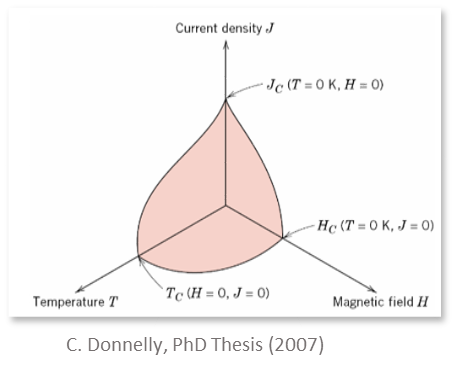 Current density J
J_C (T = 0 K, H = 0)
H_C (T = 0 K, J = 0)
T_C (H = 0, J = 0)
Temperature T
Magnetic field H
C. Donnelly, PhD Thesis (2007)